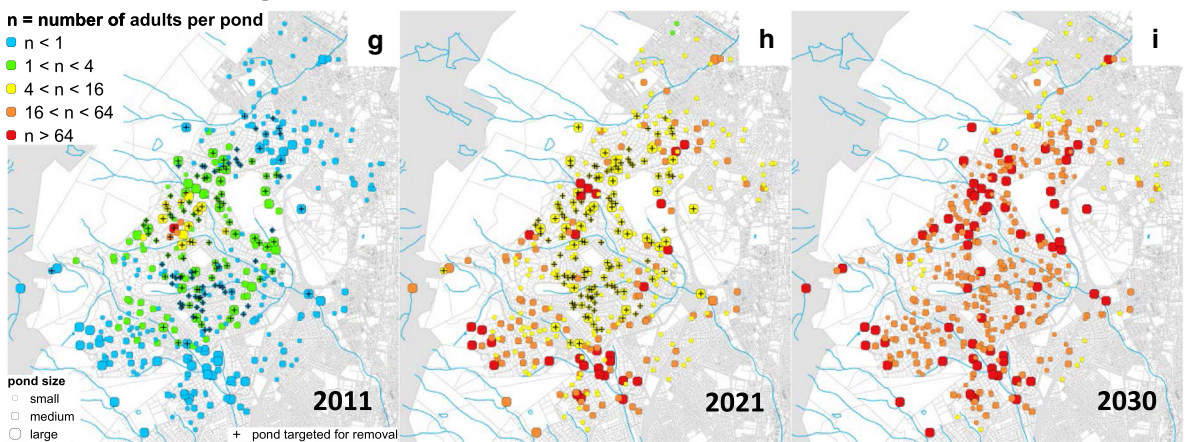 n = number of adults per pond
n < 1
1 < n < 4
4 < n < 16
16 < n < 64
n > 64
g
h
i
pond size
small
medium
large
+ pond targeted for removal
2011
2021
2030